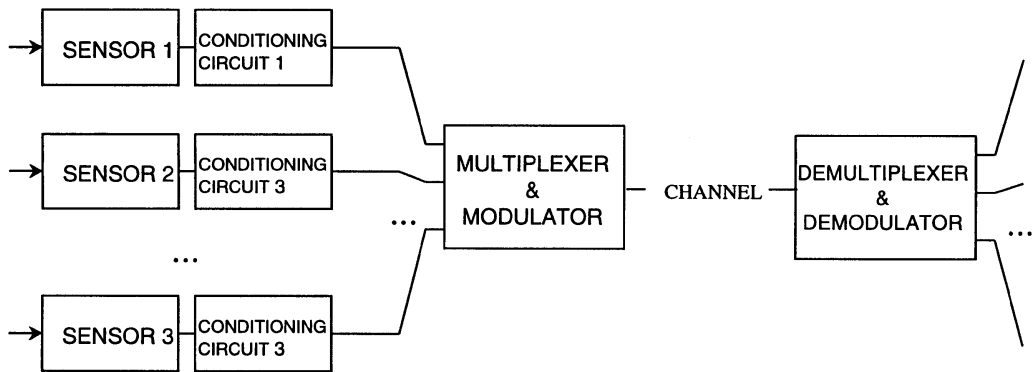 SENSOR 1
CONDITIONING
CIRCUIT 1
SENSOR 2
CONDITIONING
CIRCUIT 3
...
SENSOR 3
CONDITIONING
CIRCUIT 3
...
MULTIPLEXER
&
MODULATOR
CHANNEL
DEMULTIPLEXER
&
DEMODULATOR
...